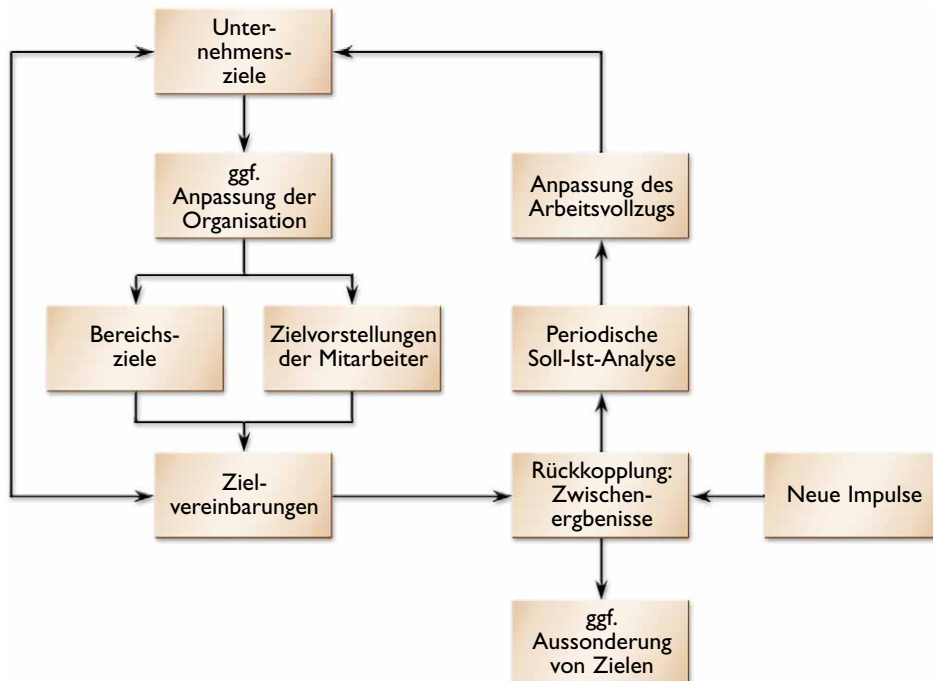 Unter-
nehmens-
ziele
ggf.
Anpassung der
Organisation
Anpassung des
Arbeitsvollzugs
Bereichs-
ziele
Zielvorstellungen
der Mitarbeiter
Periodische
Soll-Ist-Analyse
Ziel-
vereinbarungen
Rückkopplung:
Zwischen-
ergbenisse
Neue Impulse
ggf.
Aussonderung
von Zielen